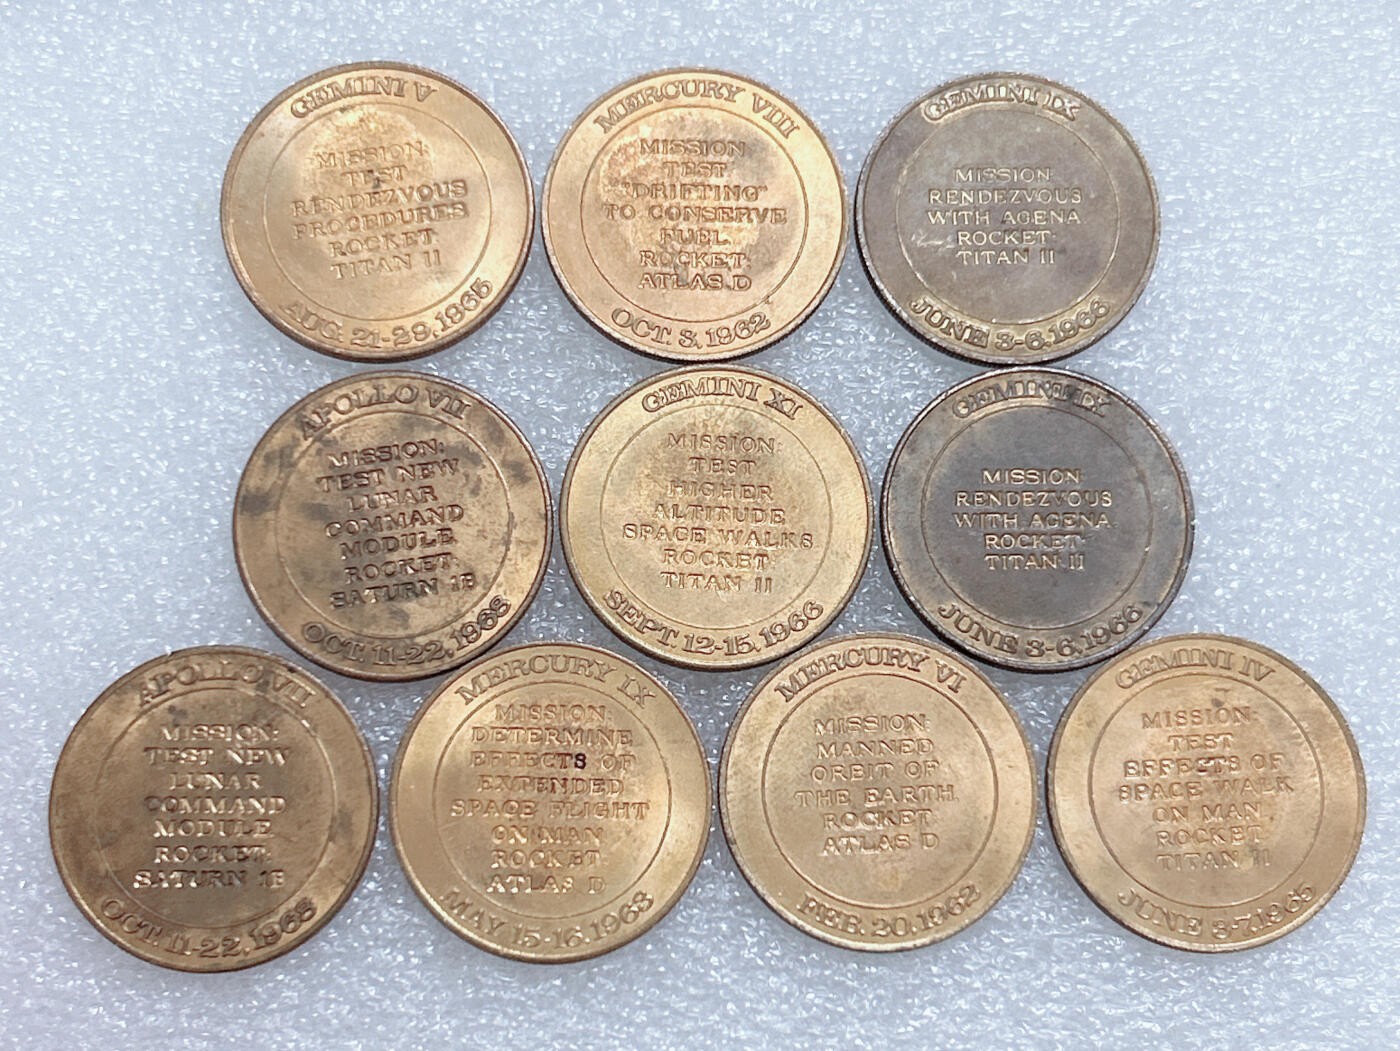 GEMINI V
MISSION:
TEST
RENDEZVOUS
PROCEDURES
ROCKET:
TITAN II
AUG. 21-29, 1965
MERCURY VIII
MISSION
TEST
"DRIFTING"
TO CONSERVE
FUEL.
ROCKET:
ATLAS D
OCT. 3, 1962
GEMINI IX
MISSION:
RENDEZVOUS
WITH AGENA
ROCKET:
TITAN II
JUNE 3-6, 1966
APOLLO VII
MISSION:
TEST NEW
LUNAR
COMMAND
MODULE
ROCKET:
SATURN 1B
OCT. 11-22, 1968
GEMINI XI
MISSION:
TEST
HIGHER
ALTITUDE
SPACE WALKS
ROCKET:
TITAN II
SEPT. 12-15, 1966
GEMINI IX
MISSION:
RENDEZVOUS
WITH AGENA.
ROCKET:
TITAN II
JUNE 3-6, 1966
APOLLO VII
MISSION:
TEST NEW
LUNAR
COMMAND
MODULE
ROCKET:
SATURN 1B
OCT. 11-22, 1968
MERCURY IX
MISSION:
DETERMINE
EFFECTS OF
EXTENDED
SPACE FLIGHT
ON MAN
ROCKET:
ATLAS D
MAY 15-16, 1963
MERCURY VI
MISSION:
MANNED
ORBIT OF
THE EARTH.
ROCKET:
ATLAS D
FEB. 20, 1962
GEMINI IV
MISSION:
TEST
EFFECTS OF
SPACE WALK
ON MAN
ROCKET:
TITAN II
JUNE 3-7, 1965